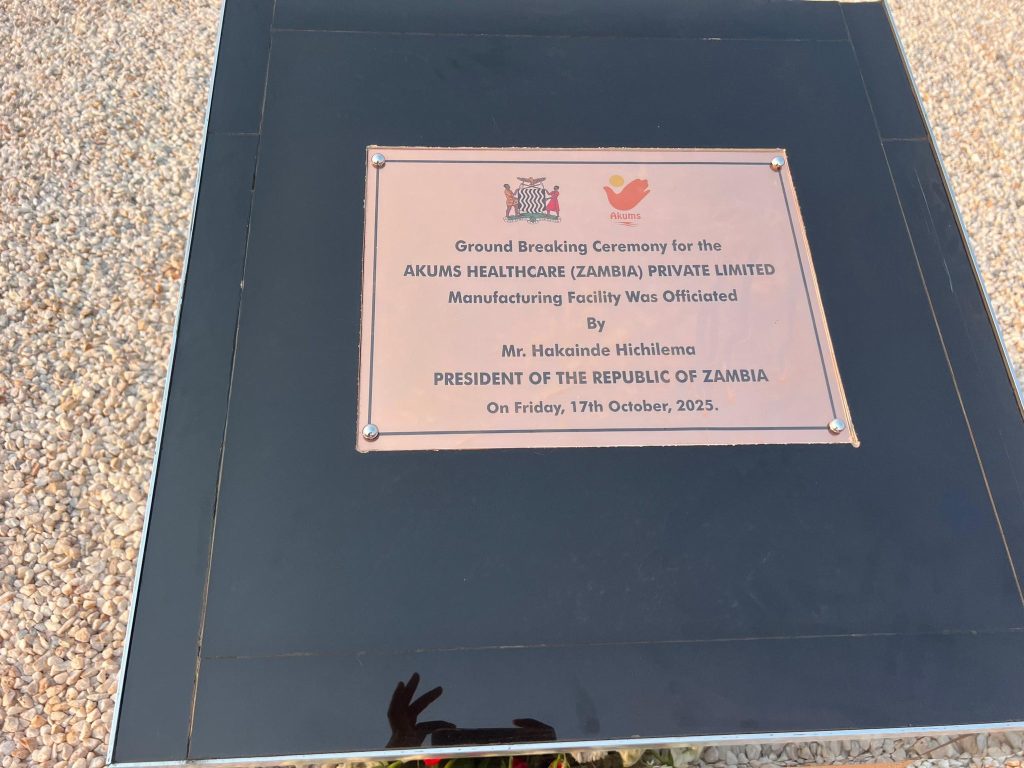 Akums
Ground Breaking Ceremony for the
AKUMS HEALTHCARE (ZAMBIA) PRIVATE LIMITED
Manufacturing Facility Was Officiated
By
Mr. Hakainde Hichilema
PRESIDENT OF THE REPUBLIC OF ZAMBIA
On Friday, 17th October, 2025.